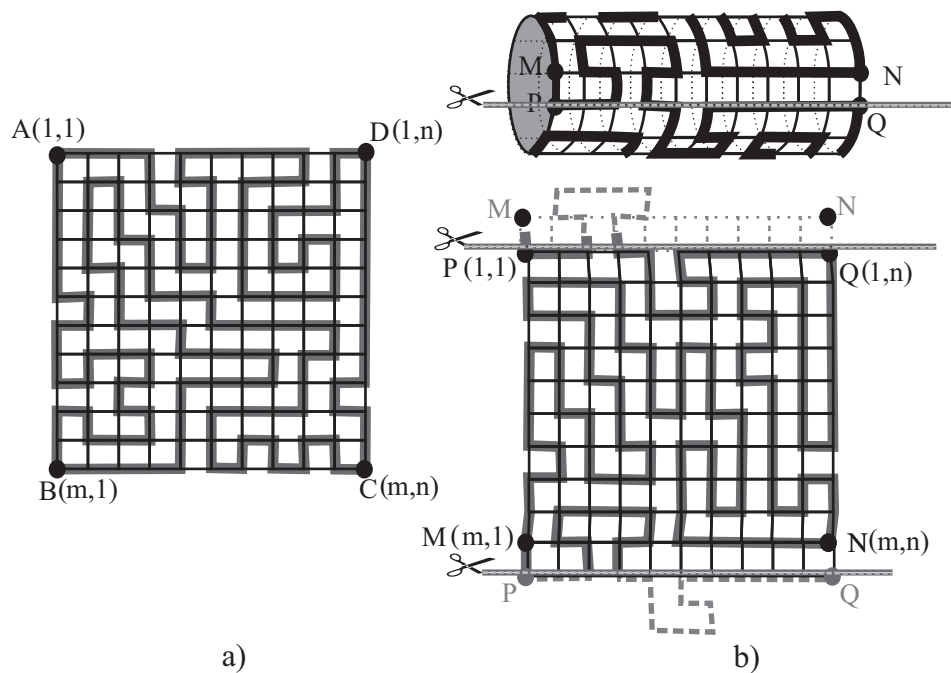 M
N
P
Q
A(1,1)
D(1,n)
B(m,1)
C(m,n)
a)
M
N
P(1,1)
Q(1,n)
M(m,1)
N(m,n)
P
Q
b)